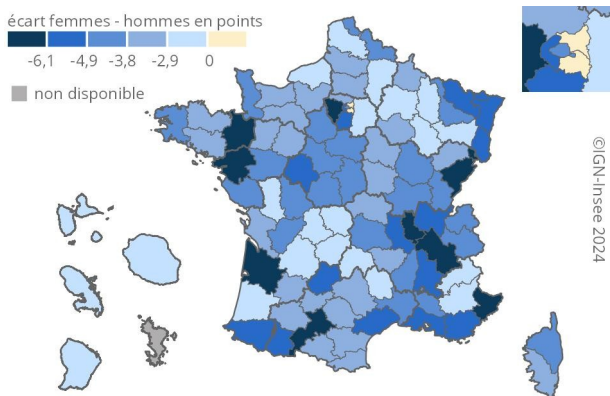 écart femmes - hommes en points
-6,1 -4,9 -3,8 -2,9 0
non disponible
©IGN-Insee 2024